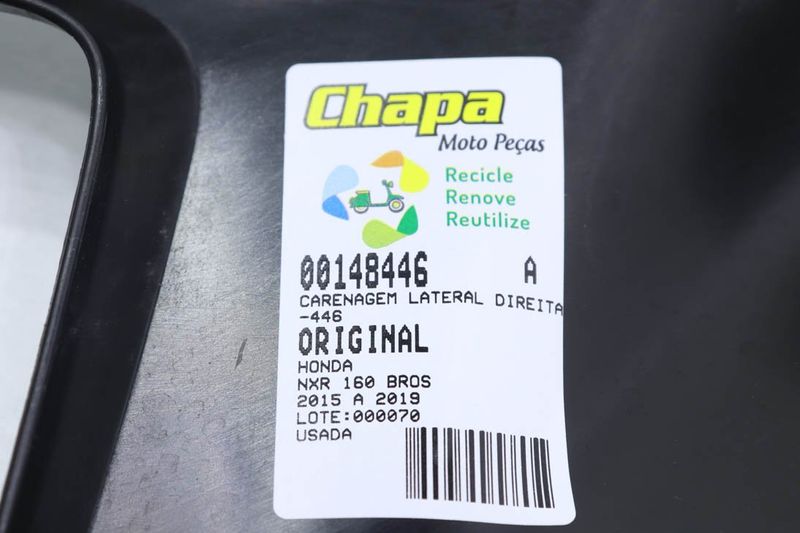 Chapa
Moto Peças
Recicle
Renove
Reutilize
00148446 A
CARENAGEM LATERAL DIREITA
-446
ORIGINAL
HONDA
NXR 160 BROS
2015 A 2019
LOTE:000070
USADA